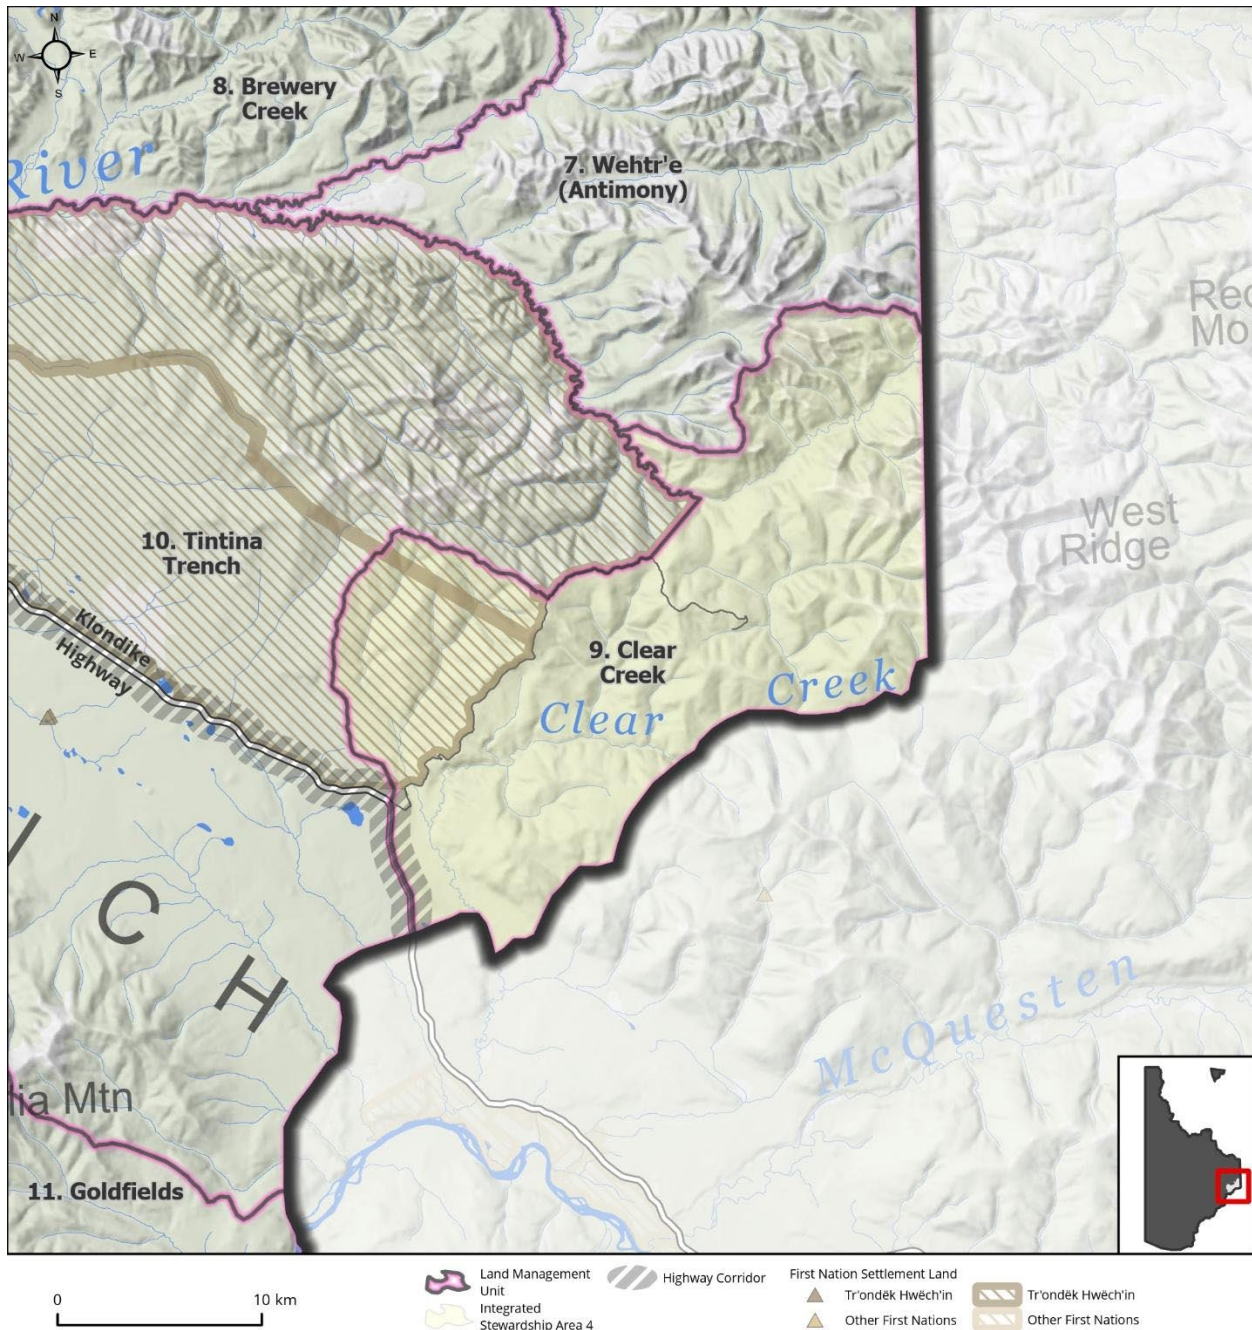 N
W
E
S
8. Brewery
Creek
River
7. Wehtr'e
(Antimony)
West
Ridge
10. Tintina
Trench
Klondike
Highway
9. Clear
Creek
Clear Creek
C
H
McQuesten
lia Mtn
11. Goldfields
0
10 km
Land Management
Unit
Integrated
Stewardship Area 4
Highway Corridor
First Nation Settlement Land
Tr'ondëk Hwëch'in
Other First Nations
Tr'ondëk Hwëch'in
Other First Nations